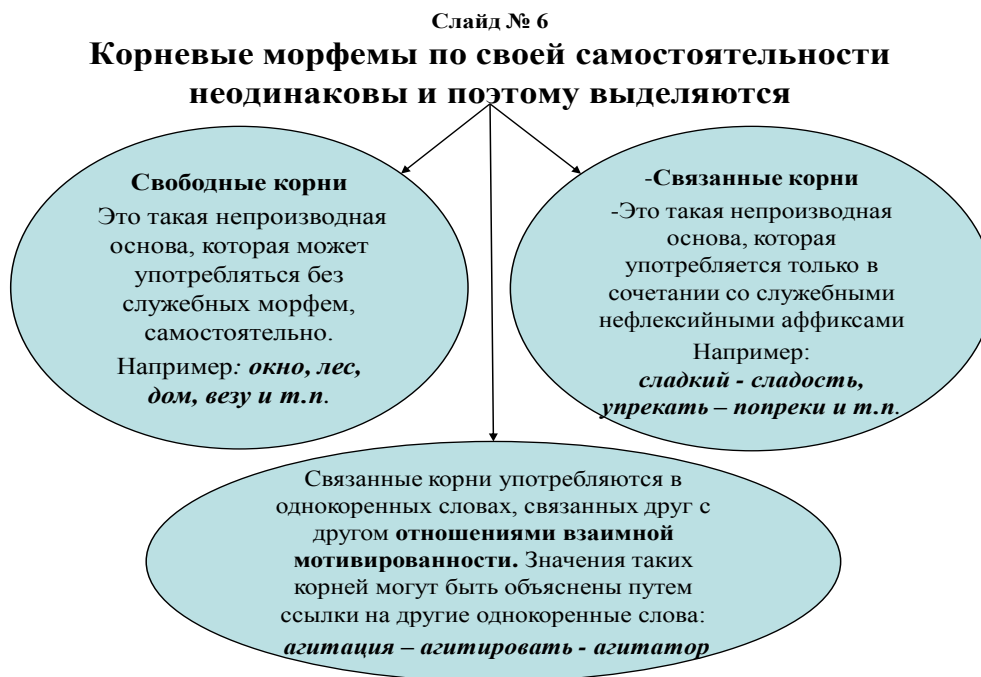 Слайд № 6
Корневые морфемы по своей самостоятельности
неодинаковы и поэтому выделяются
Свободные корни
Это такая непроизводная
основа, которая может
употребляться без
служебных морфем,
самостоятельно.
Например: окно, лес,
дом, везу и т.п.
-Связанные корни
-Это такая непроизводная
основа, которая
употребляется только в
сочетании со служебными
нефлексийными аффиксами
Например:
сладкий - сладость,
упрекать – попреки и т.п.
Связанные корни употребляются в
однокоренных словах, связанных друг с
другом отношениями взаимной
мотивированности. Значения таких
корней могут быть объяснены путем
ссылки на другие однокоренные слова:
агитация – агитировать - агитатор